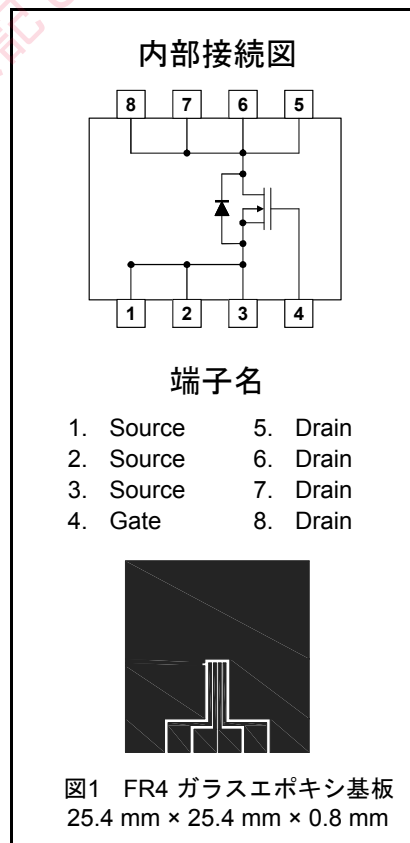 内部接続図
8 7 6 5
1 2 3 4
端子名
1. Source 5. Drain
2. Source 6. Drain
3. Source 7. Drain
4. Gate 8. Drain
図1 FR4 ガラスエポキシ基板
25.4 mm × 25.4 mm × 0.8 mm